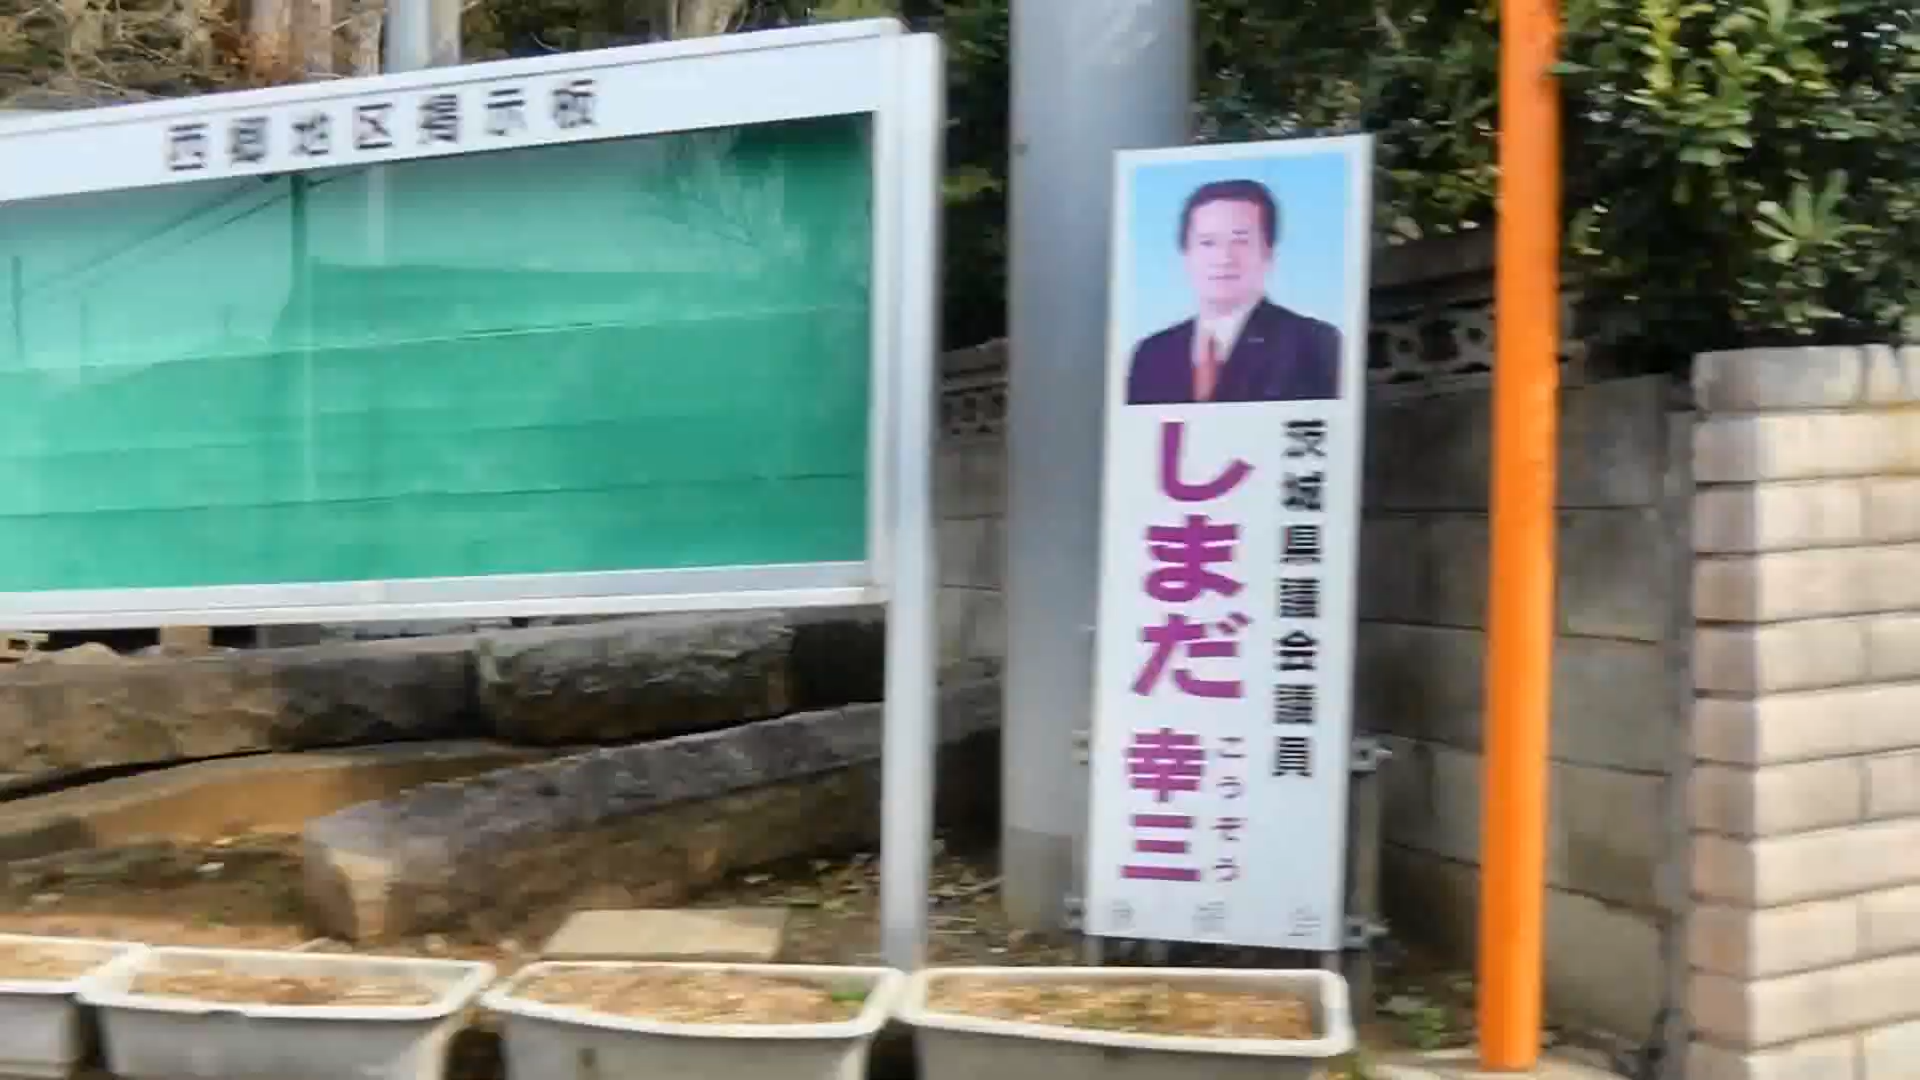 西郷地区掲示板
茨城県議会議員
しまだ幸三
こうぞう